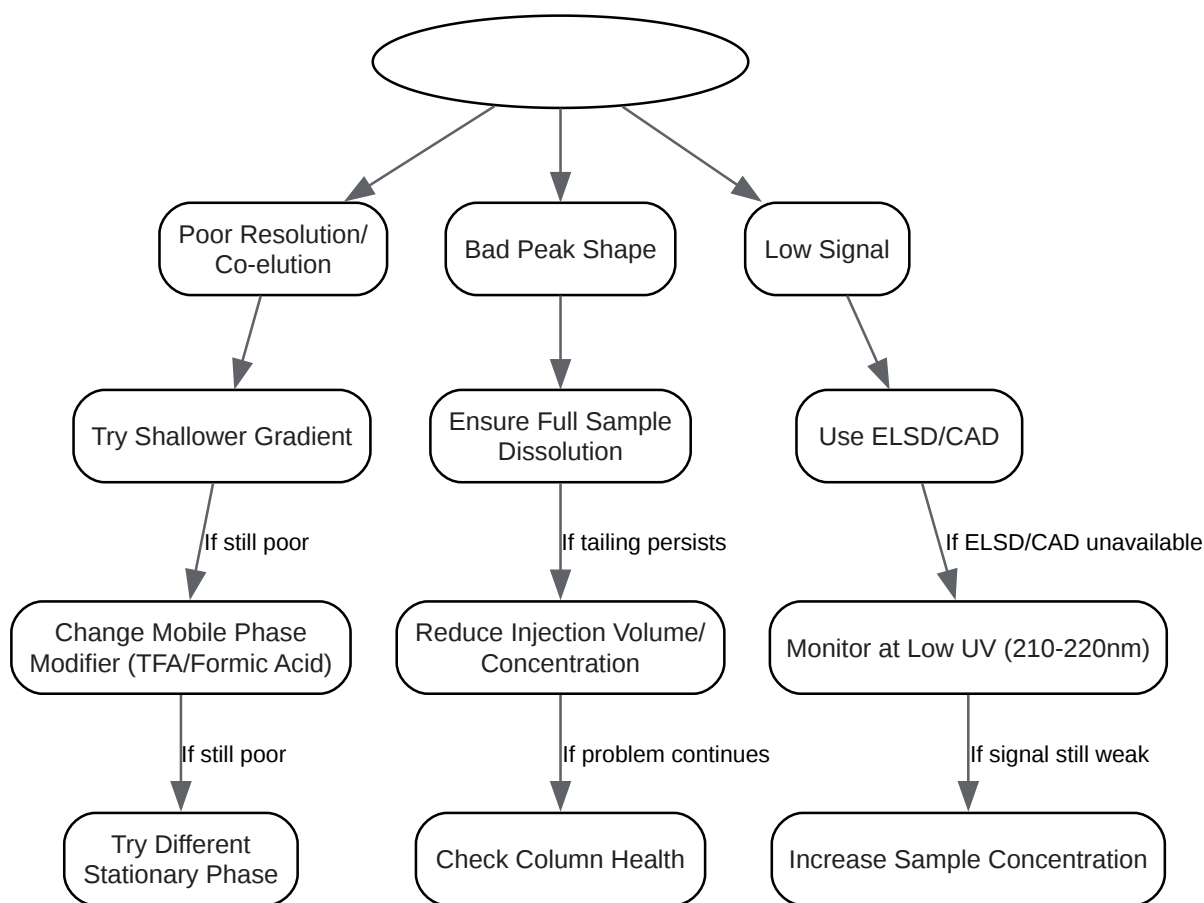 Poor Resolution/
Co-elution
Bad Peak Shape
Low Signal
Try Shallower Gradient
Ensure Full Sample
Dissolution
Use ELSD/CAD
If still poor
If tailing persists
If ELSD/CAD unavailable
Change Mobile Phase
Modifier (TFA/Formic Acid)
Reduce Injection Volume/
Concentration
Monitor at Low UV (210-220nm)
If still poor
If problem continues
If signal still weak
Try Different
Stationary Phase
Check Column Health
Increase Sample Concentration